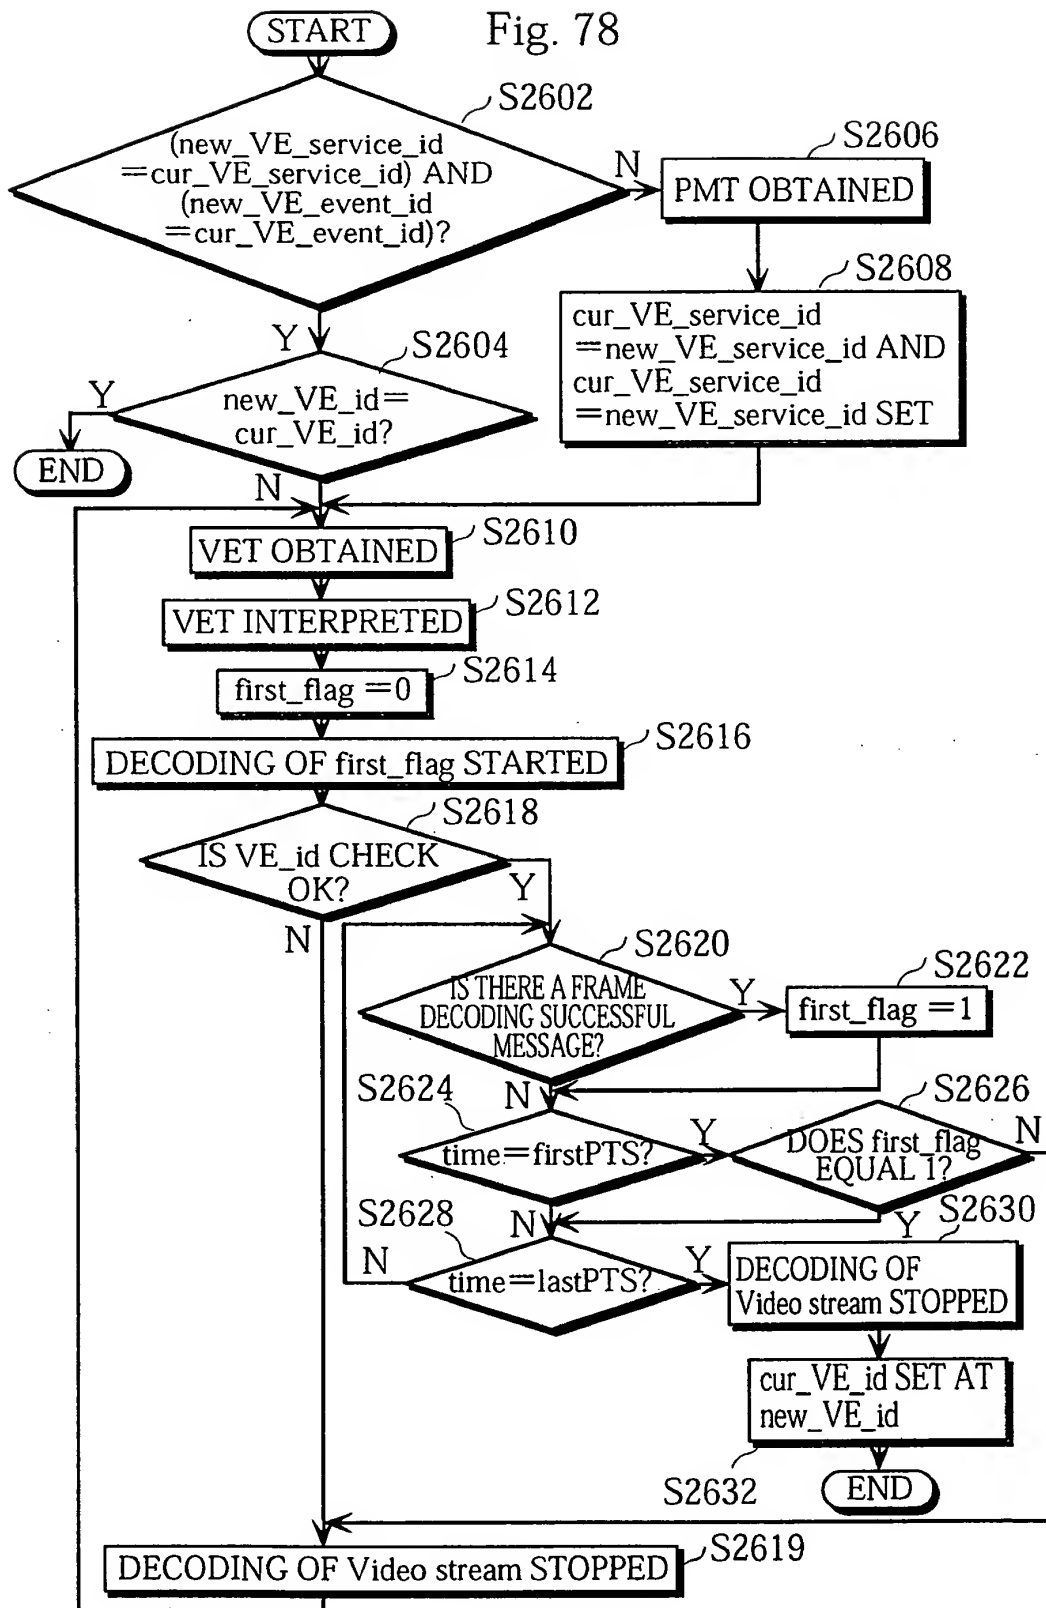 START
Fig. 78
S2602
(new_VE_service_id
=cur_VE_service_id) AND
(new_VE_event_id
=cur_VE_event_id)?
N
S2606
PMT OBTAINED
S2608
cur_VE_service_id
=new_VE_service_id AND
cur_VE_service_id
=new_VE_service_id SET
Y
S2604
new_VE_id=
cur_VE_id?
Y
END
N
S2610
VET OBTAINED
S2612
VET INTERPRETED
S2614
first_flag =0
S2616
DECODING OF first_flag STARTED
S2618
IS VE_id CHECK
OK?
Y
N
S2620
IS THERE A FRAME
DECODING SUCCESSFUL
MESSAGE?
Y
S2622
first_flag =1
N
S2624
time=firstPTS?
Y
S2626
DOES first_flag
EQUAL 1?
N
Y
N
S2628
time=lastPTS?
N
Y
S2630
DECODING OF
Video stream STOPPED
cur_VE_id SET AT
new_VE_id
S2632
END
S2619
DECODING OF Video stream STOPPED